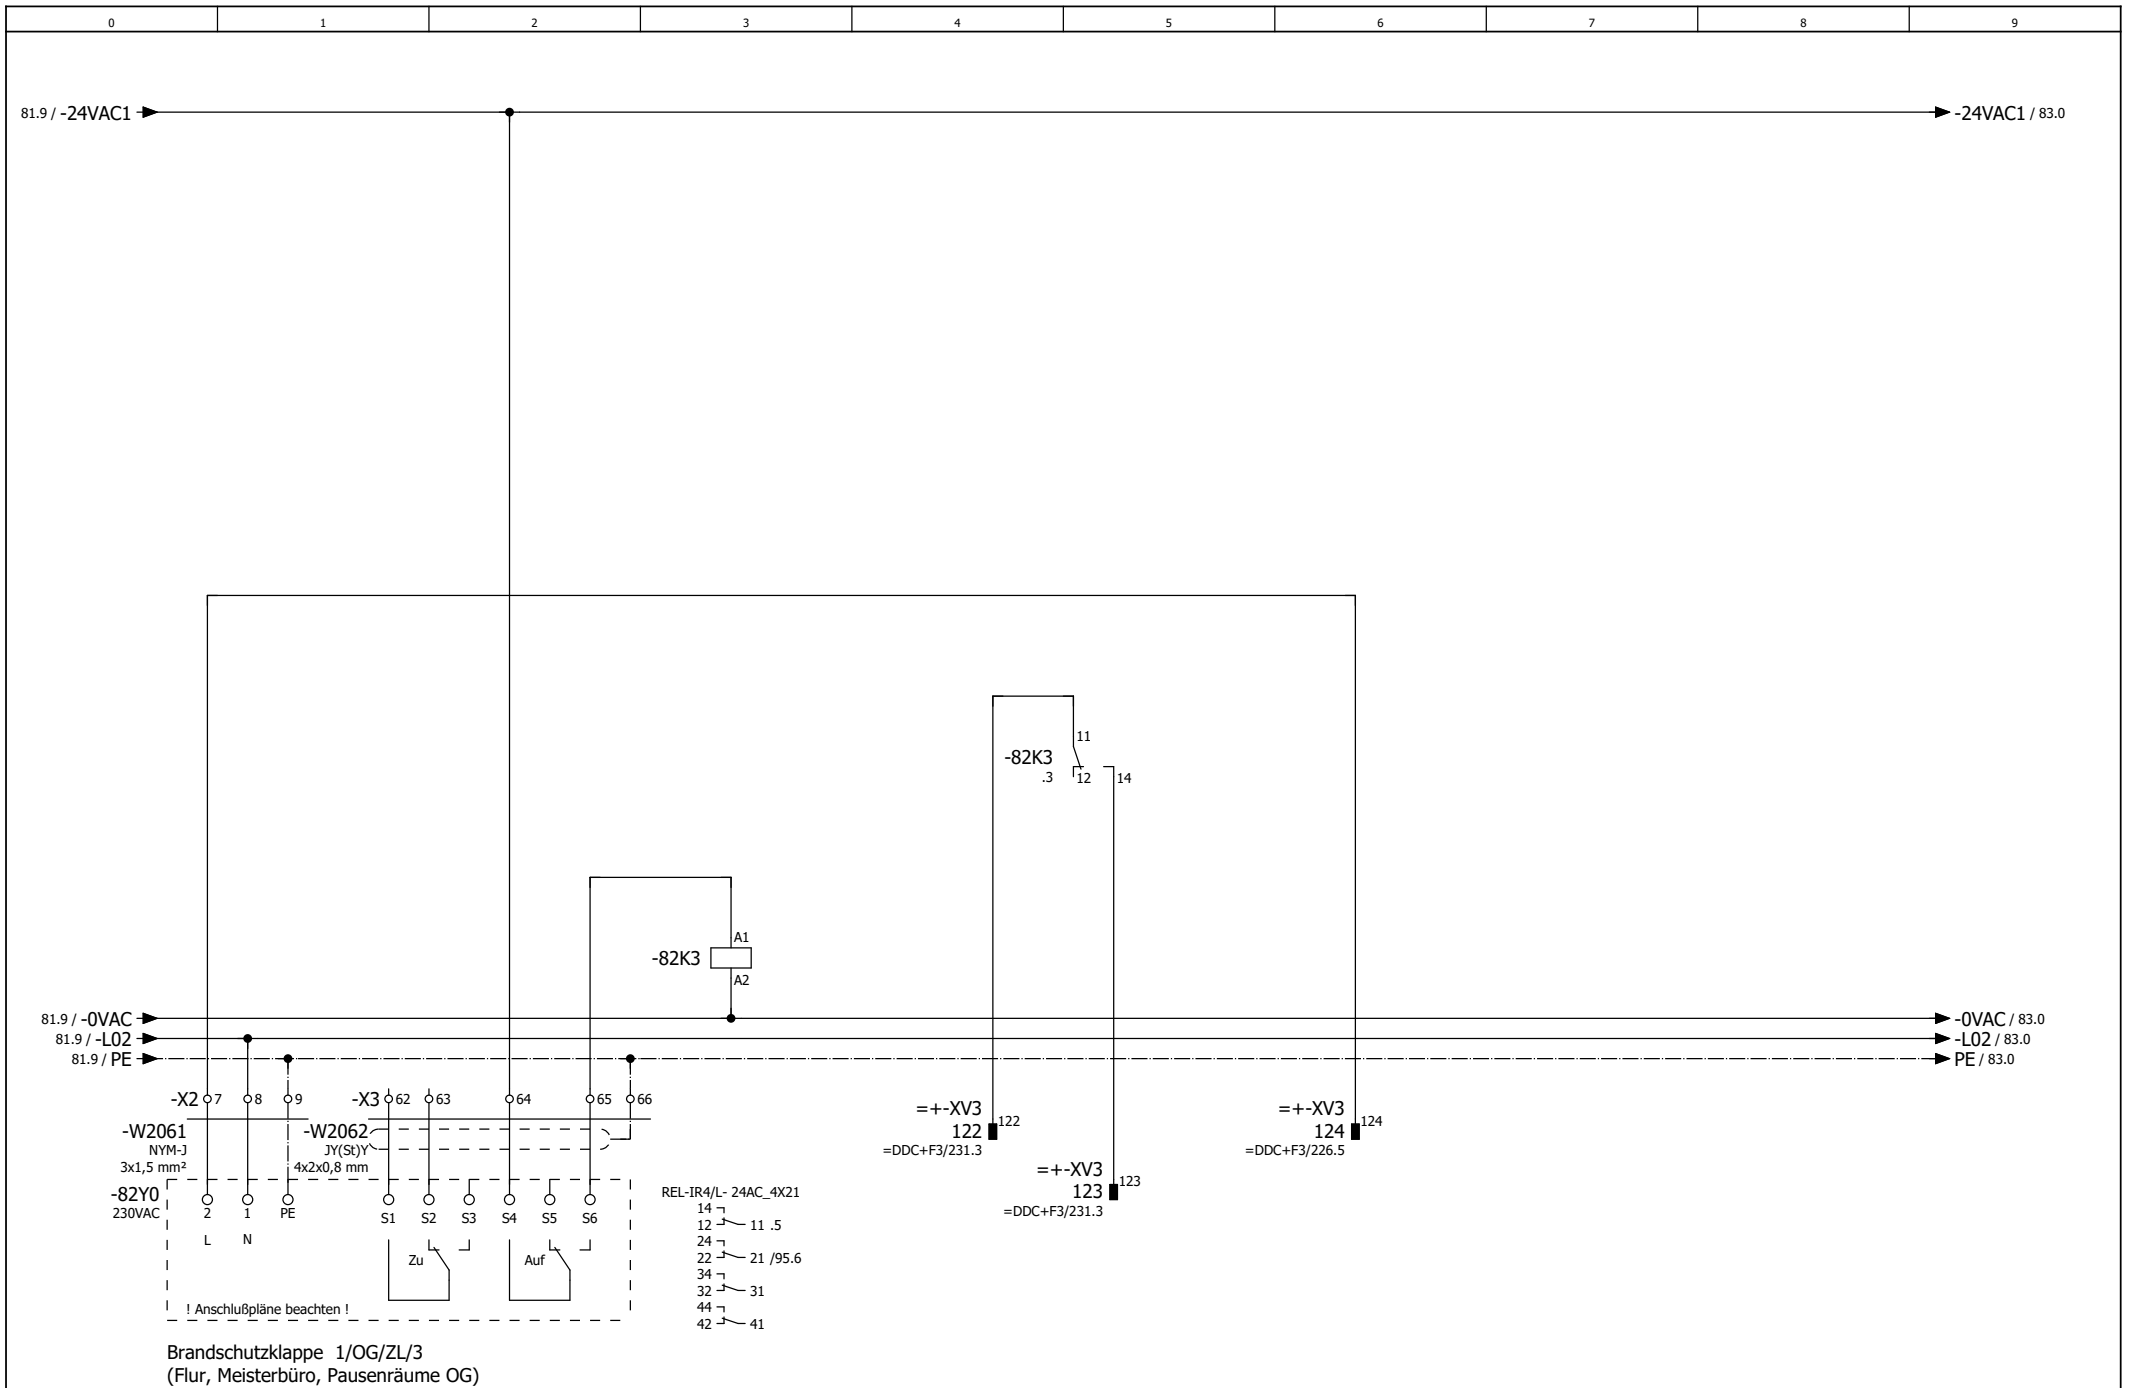 0 1 2 3 4 5 6 7 8 9
81.9 / -24VAC1
-24VAC1 / 83.0
11
-82K3
.3
12
14
A1
-82K3
A2
81.9 / -0VAC
-0VAC / 83.0
81.9 / -L02
-L02 / 83.0
81.9 / PE
PE / 83.0
-X2 7 8 9
-X3 62 63 64 65 66
-W2061
NYM-J
3x1,5 mm²
-W2062
JY(St)Y
4x2x0,8 mm
=+-XV3
122
122
=DDC+F3/231.3
=+-XV3
123
123
=DDC+F3/231.3
=+-XV3
124
124
=DDC+F3/226.5
-82Y0
230VAC
2 1 PE
L N
S1 S2 S3 S4 S5 S6
Zu
Auf
! Anschlußpläne beachten !
REL-IR4/L- 24AC_4X21
14
12 11 .5
24
22 21 /95.6
34
32 31
44
42 41
Brandschutzklappe 1/OG/ZL/3
(Flur, Meisterbüro, Pausenräume OG)